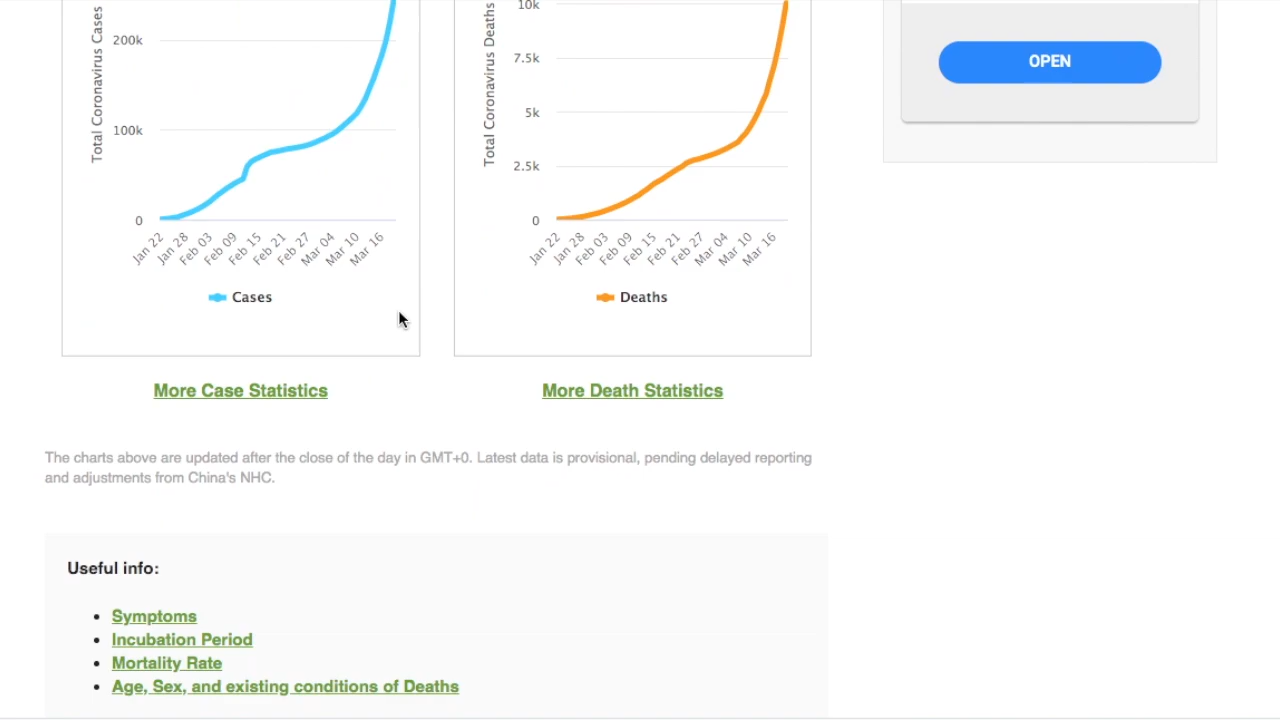 Total Coronavirus Cases
200k
100k
0
Jan 22
Jan 28
Feb 03
Feb 09
Feb 15
Feb 21
Feb 27
Mar 04
Mar 10
Mar 16
Cases
Total Coronavirus Deaths
10k
7.5k
5k
2.5k
0
Jan 22
Jan 28
Feb 03
Feb 09
Feb 15
Feb 21
Feb 27
Mar 04
Mar 10
Mar 16
Deaths
OPEN
More Case Statistics
More Death Statistics
The charts above are updated after the close of the day in GMT+0. Latest data is provisional, pending delayed reporting
and adjustments from China's NHC.
Useful info:
Symptoms
Incubation Period
Mortality Rate
Age, Sex, and existing conditions of Deaths